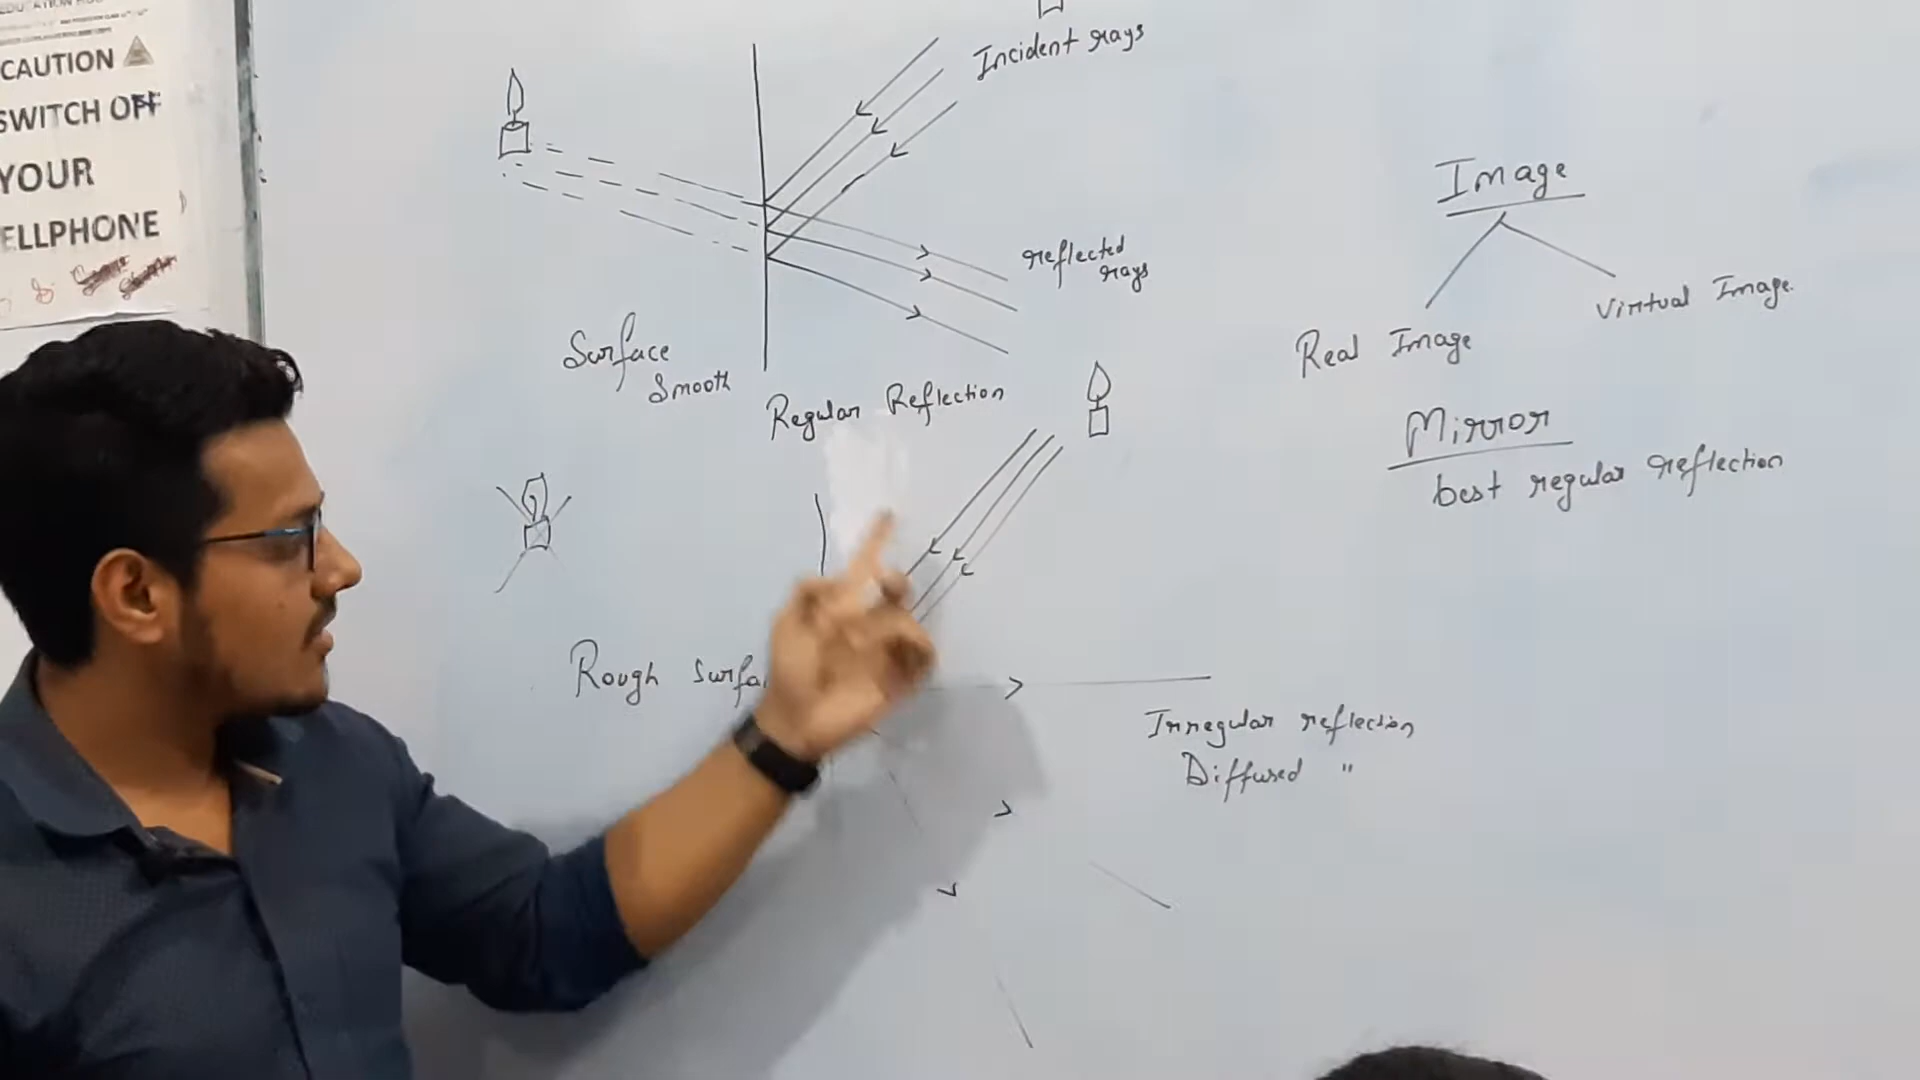 CAUTION
SWITCH OFF
YOUR
ELLPHONE
Incident rays
reflected
rays
Surface
Smooth
Regular Reflection
Image
Real Image
Virtual Image
Mirror
best regular reflection
Rough Surfa
Irregular reflection
Diffused "